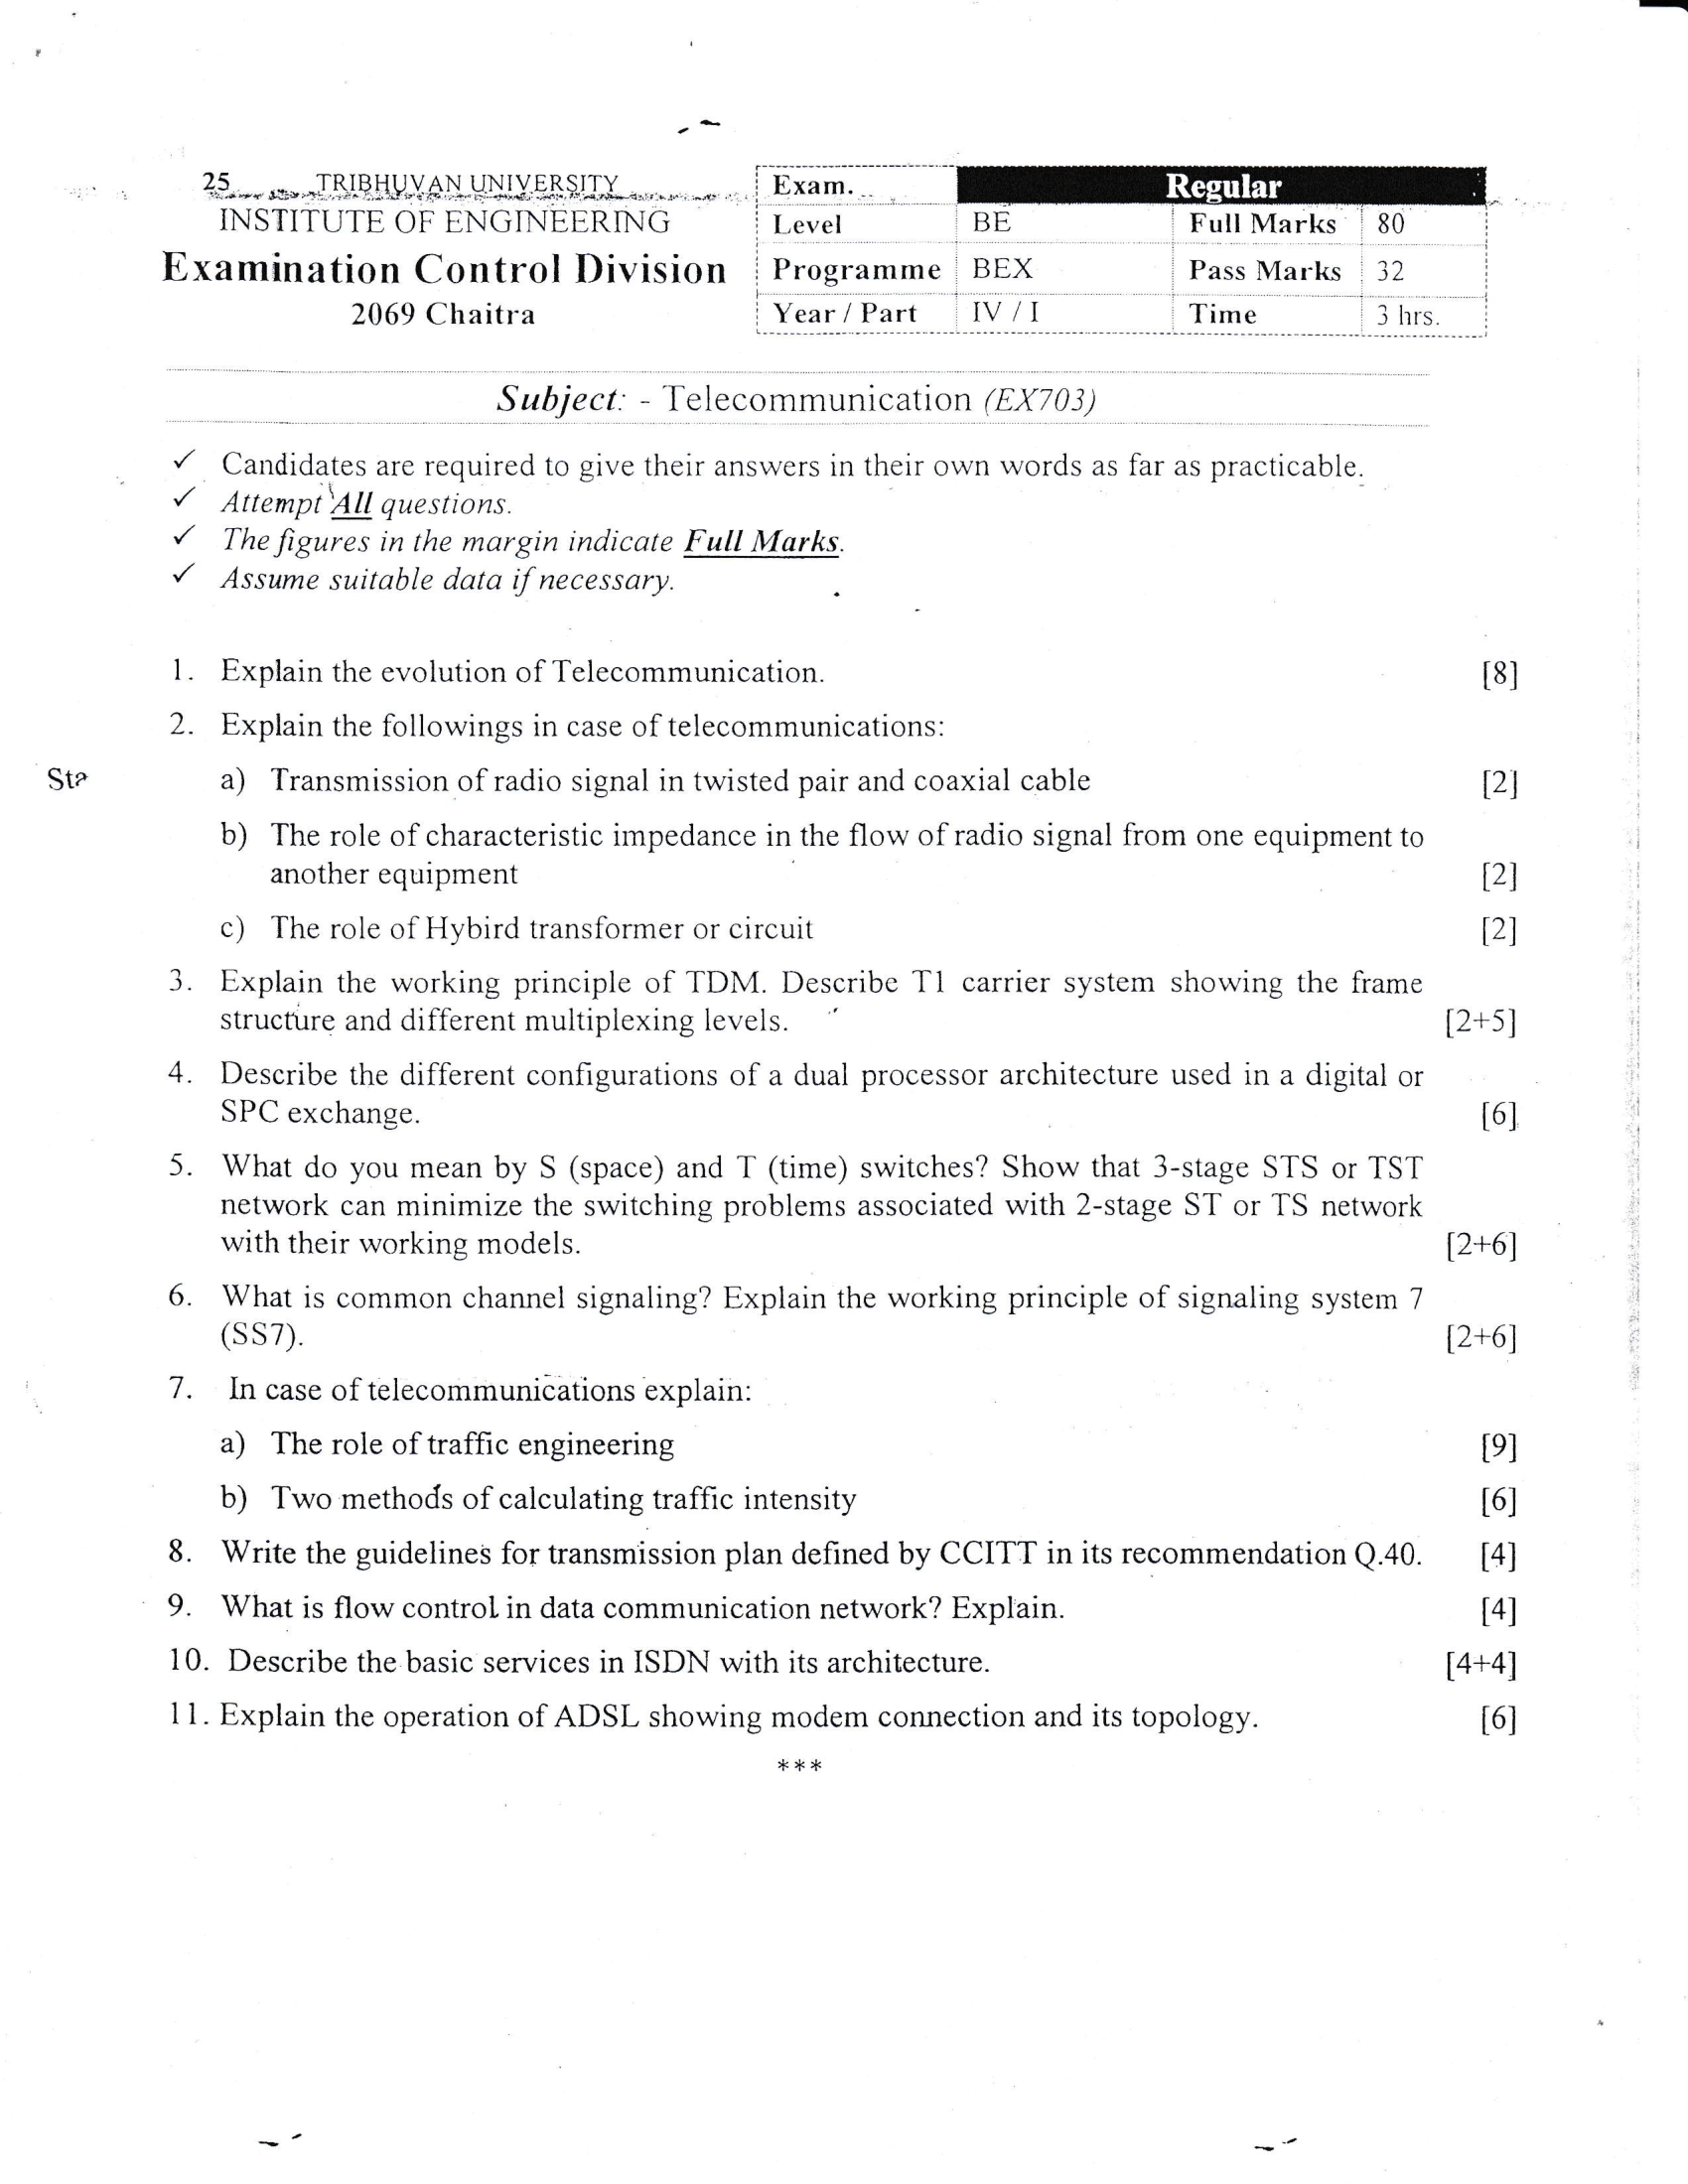 25 TRIBHUVAN UNIVERSITY
INSTITUTE OF ENGINEERING
Examination Control Division
2069 Chaitra
Exam. Regular
Level BE Full Marks 80
Programme BEX Pass Marks 32
Year / Part IV / I Time 3 hrs.
Subject: - Telecommunication (EX703)
✓ Candidates are required to give their answers in their own words as far as practicable.
✓ Attempt All questions.
✓ The figures in the margin indicate Full Marks.
✓ Assume suitable data if necessary.
1. Explain the evolution of Telecommunication. [8]
2. Explain the followings in case of telecommunications:
a) Transmission of radio signal in twisted pair and coaxial cable [2]
b) The role of characteristic impedance in the flow of radio signal from one equipment to
another equipment [2]
c) The role of Hybird transformer or circuit [2]
3. Explain the working principle of TDM. Describe T1 carrier system showing the frame
structure and different multiplexing levels. [2+5]
4. Describe the different configurations of a dual processor architecture used in a digital or
SPC exchange. [6]
5. What do you mean by S (space) and T (time) switches? Show that 3-stage STS or TST
network can minimize the switching problems associated with 2-stage ST or TS network
with their working models. [2+6]
6. What is common channel signaling? Explain the working principle of signaling system 7
(SS7). [2+6]
7. In case of telecommunications explain:
a) The role of traffic engineering [9]
b) Two methods of calculating traffic intensity [6]
8. Write the guidelines for transmission plan defined by CCITT in its recommendation Q.40. [4]
9. What is flow control in data communication network? Explain. [4]
10. Describe the basic services in ISDN with its architecture. [4+4]
11. Explain the operation of ADSL showing modem connection and its topology. [6]
***